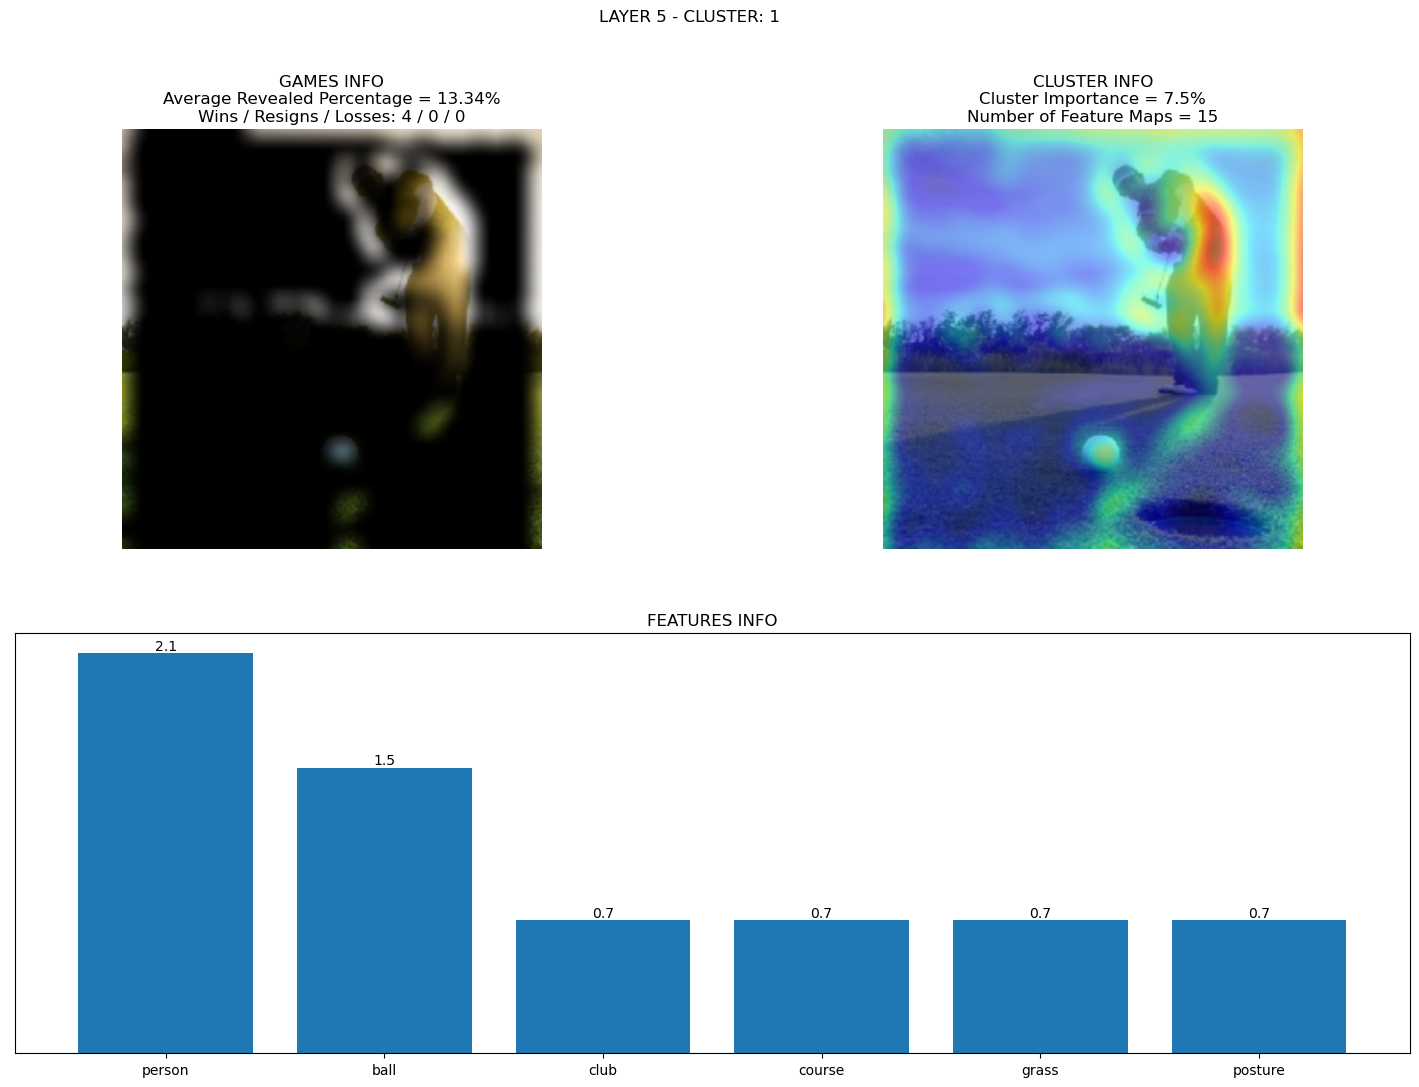 LAYER 5 - CLUSTER: 1
GAMES INFO
Average Revealed Percentage = 13.34%
Wins / Resigns / Losses: 4 / 0 / 0
CLUSTER INFO
Cluster Importance = 7.5%
Number of Feature Maps = 15
FEATURES INFO
2.1
1.5
0.7
0.7
0.7
0.7
person
ball
club
course
grass
posture